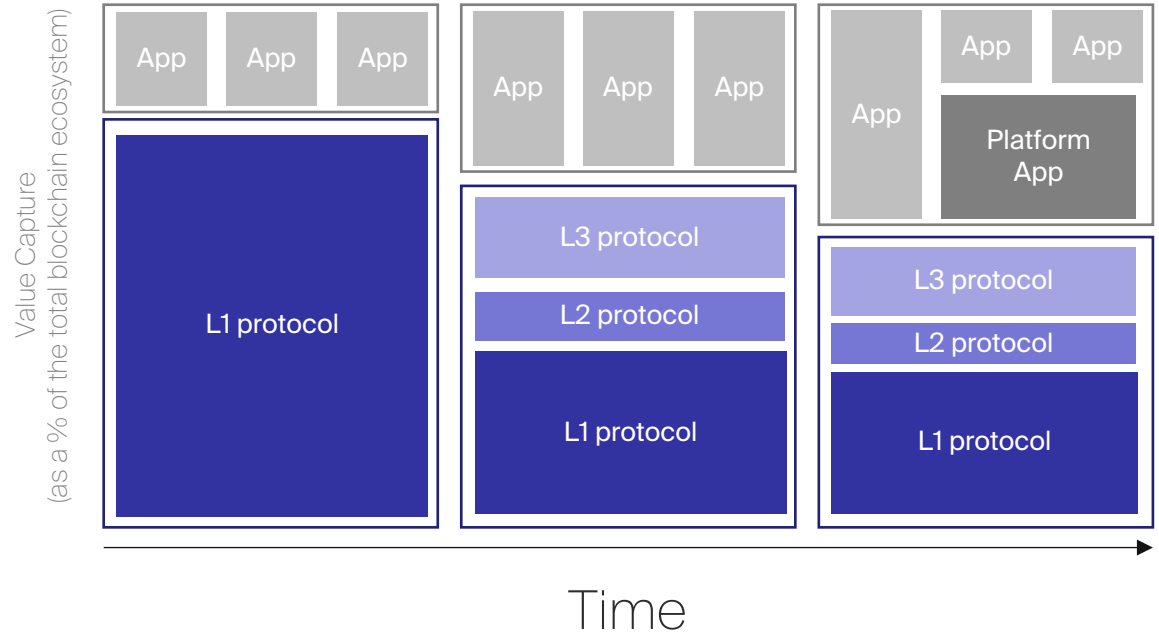 Value Capture
(as a % of the total blockchain ecosystem)
App
App
App
L1 protocol
App
App
App
L3 protocol
L2 protocol
L1 protocol
App
App
App
Platform
App
L3 protocol
L2 protocol
L1 protocol
Time